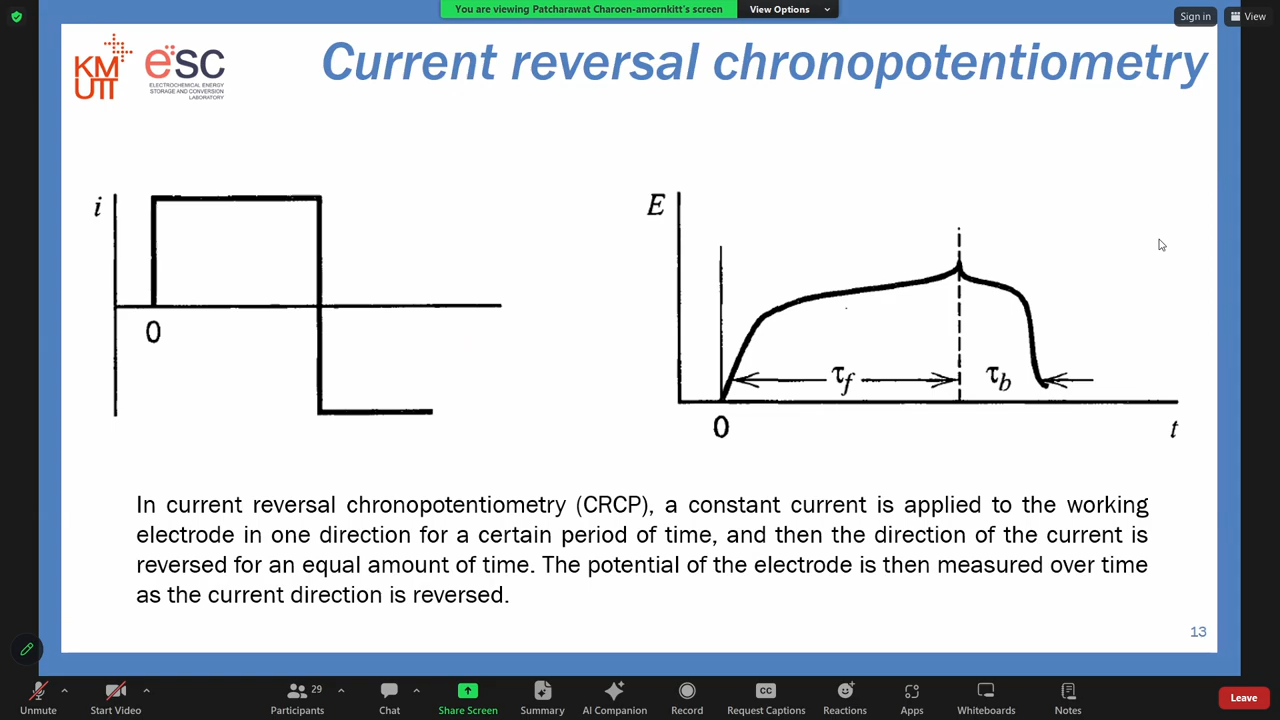 You are viewing Patcharawat Charoen-amornkitt's screen
View Options
Sign in
View
KM
UTT
esc
ELECTROCHEMICAL ENERGY
STORAGE AND CONVERSION
LABORATORY
Current reversal chronopotentiometry
i
0
E
τf
τb
0
t
In current reversal chronopotentiometry (CRCP), a constant current is applied to the working
electrode in one direction for a certain period of time, and then the direction of the current is
reversed for an equal amount of time. The potential of the electrode is then measured over time
as the current direction is reversed.
13
Unmute
Start Video
29
Participants
Chat
Share Screen
Summary
AI Companion
Record
CC
Request Captions
Reactions
Apps
Whiteboards
Notes
Leave